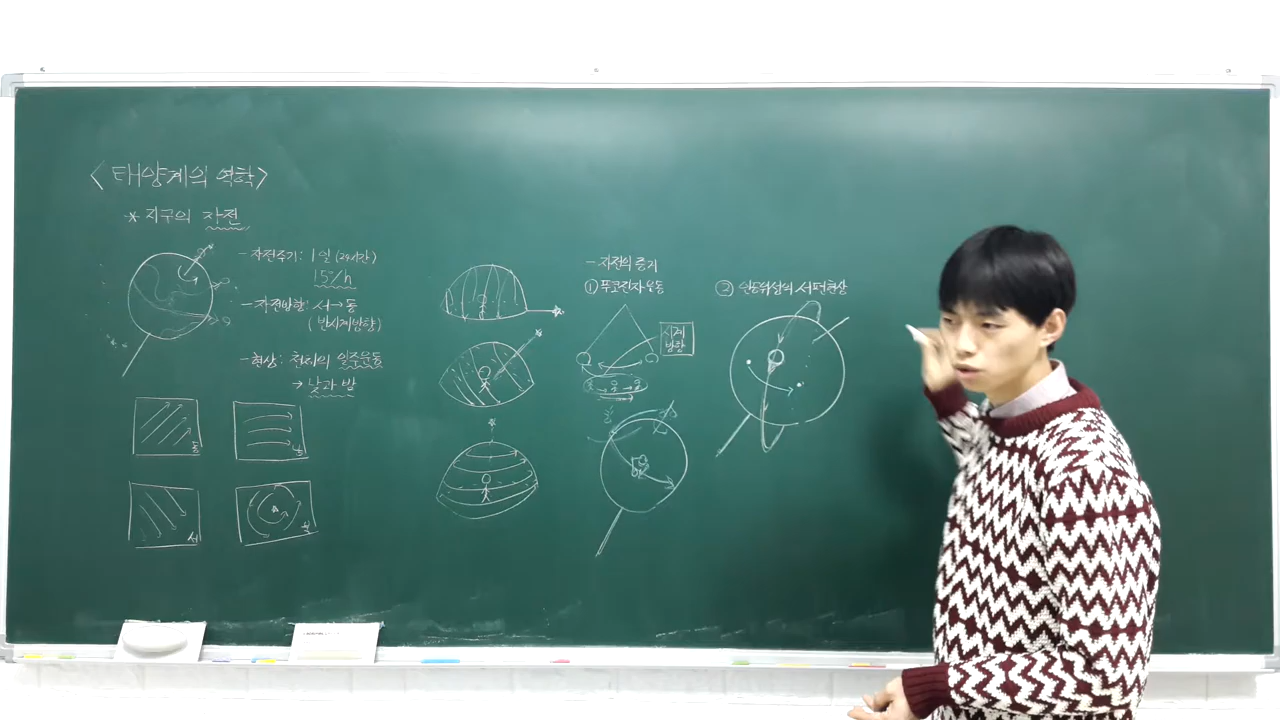 <태양계의 역학>
* 지구의 자전
- 자전주기: 1일 (24시간)
15°/h
- 자전방향: 서→동
(반시계방향)
- 현상: 천체의 일주운동
→ 낮과 밤
동
남
서
북
- 자전의 증거
① 푸코진자 운동
시계
방향
② 인공위성의 서편현상